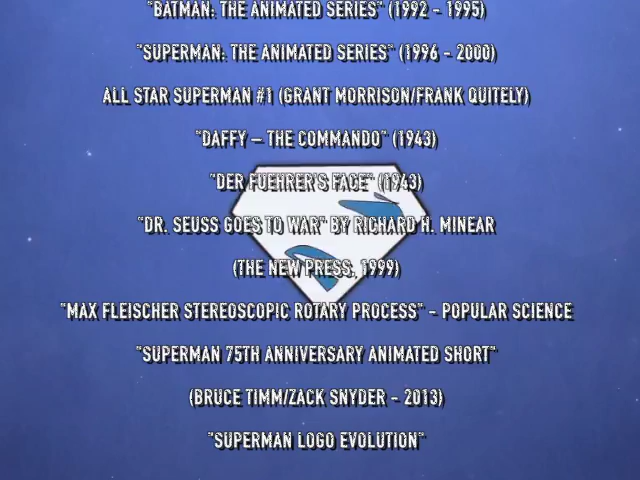 "BATMAN: THE ANIMATED SERIES" (1992 - 1995)
"SUPERMAN: THE ANIMATED SERIES" (1996 - 2000)
ALL STAR SUPERMAN #1 (GRANT MORRISON/FRANK QUITELY)
"DAFFY – THE COMMANDO" (1943)
"DER FUEHRER'S FACE" (1943)
"DR. SEUSS GOES TO WAR" BY RICHARD H. MINEAR
(THE NEW PRESS, 1999)
"MAX FLEISCHER STEREOSCOPIC ROTARY PROCESS" - POPULAR SCIENCE
"SUPERMAN 75TH ANNIVERSARY ANIMATED SHORT"
(BRUCE TIMM/ZACK SNYDER - 2013)
"SUPERMAN LOGO EVOLUTION"